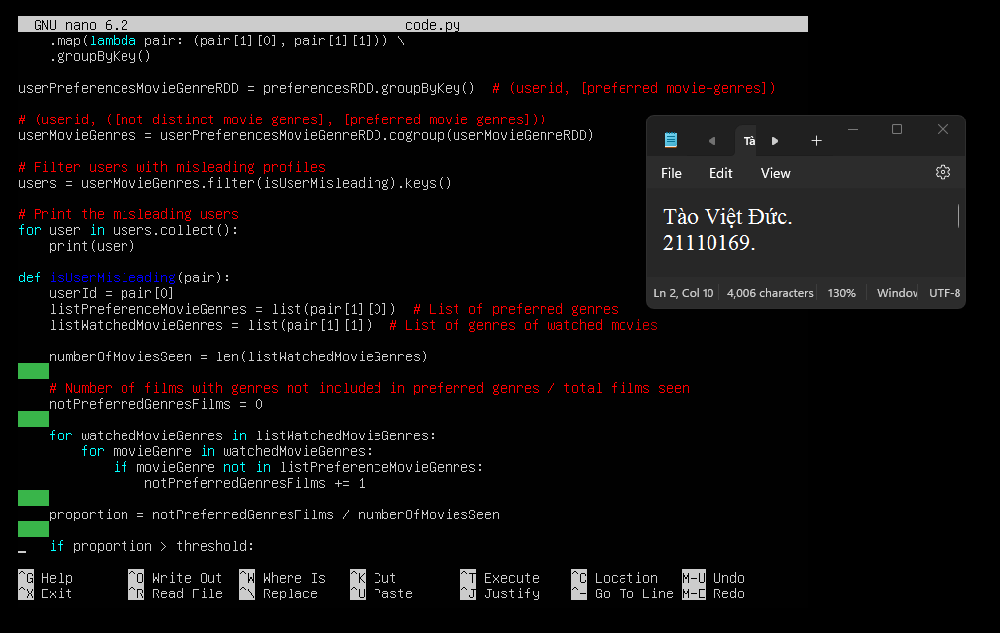 GNU nano 6.2 code.py
.map(lambda pair: (pair[1][0], pair[1][1])) \
.groupByKey()
userPreferencesMovieGenreRDD = preferencesRDD.groupByKey()  # (userid, [preferred movie-genres])
# (userid, ([not distinct movie genres], [preferred movie genres]))
userMovieGenres = userPreferencesMovieGenreRDD.cogroup(userMovieGenreRDD)
# Filter users with misleading profiles
users = userMovieGenres.filter(isUserMisleading).keys()
# Print the misleading users
for user in users.collect():
print(user)
def isUserMisleading(pair):
userId = pair[0]
listPreferenceMovieGenres = list(pair[1][0])  # List of preferred genres
listWatchedMovieGenres = list(pair[1][1])  # List of genres of watched movies
numberOfMoviesSeen = len(listWatchedMovieGenres)
# Number of films with genres not included in preferred genres / total films seen
notPreferredGenresFilms = 0
for watchedMovieGenres in listWatchedMovieGenres:
for movieGenre in watchedMovieGenres:
if movieGenre not in listPreferenceMovieGenres:
notPreferredGenresFilms += 1
proportion = notPreferredGenresFilms / numberOfMoviesSeen
if proportion > threshold:
^G Help ^O Write Out ^W Where Is ^K Cut ^T Execute ^C Location M-U Undo
^X Exit ^R Read File ^\ Replace ^U Paste ^J Justify ^_ Go To Line M-E Redo
Tà
File Edit View
Tào Việt Đức.
21110169.
Ln 2, Col 10 4,006 characters 130% Window UTF-8